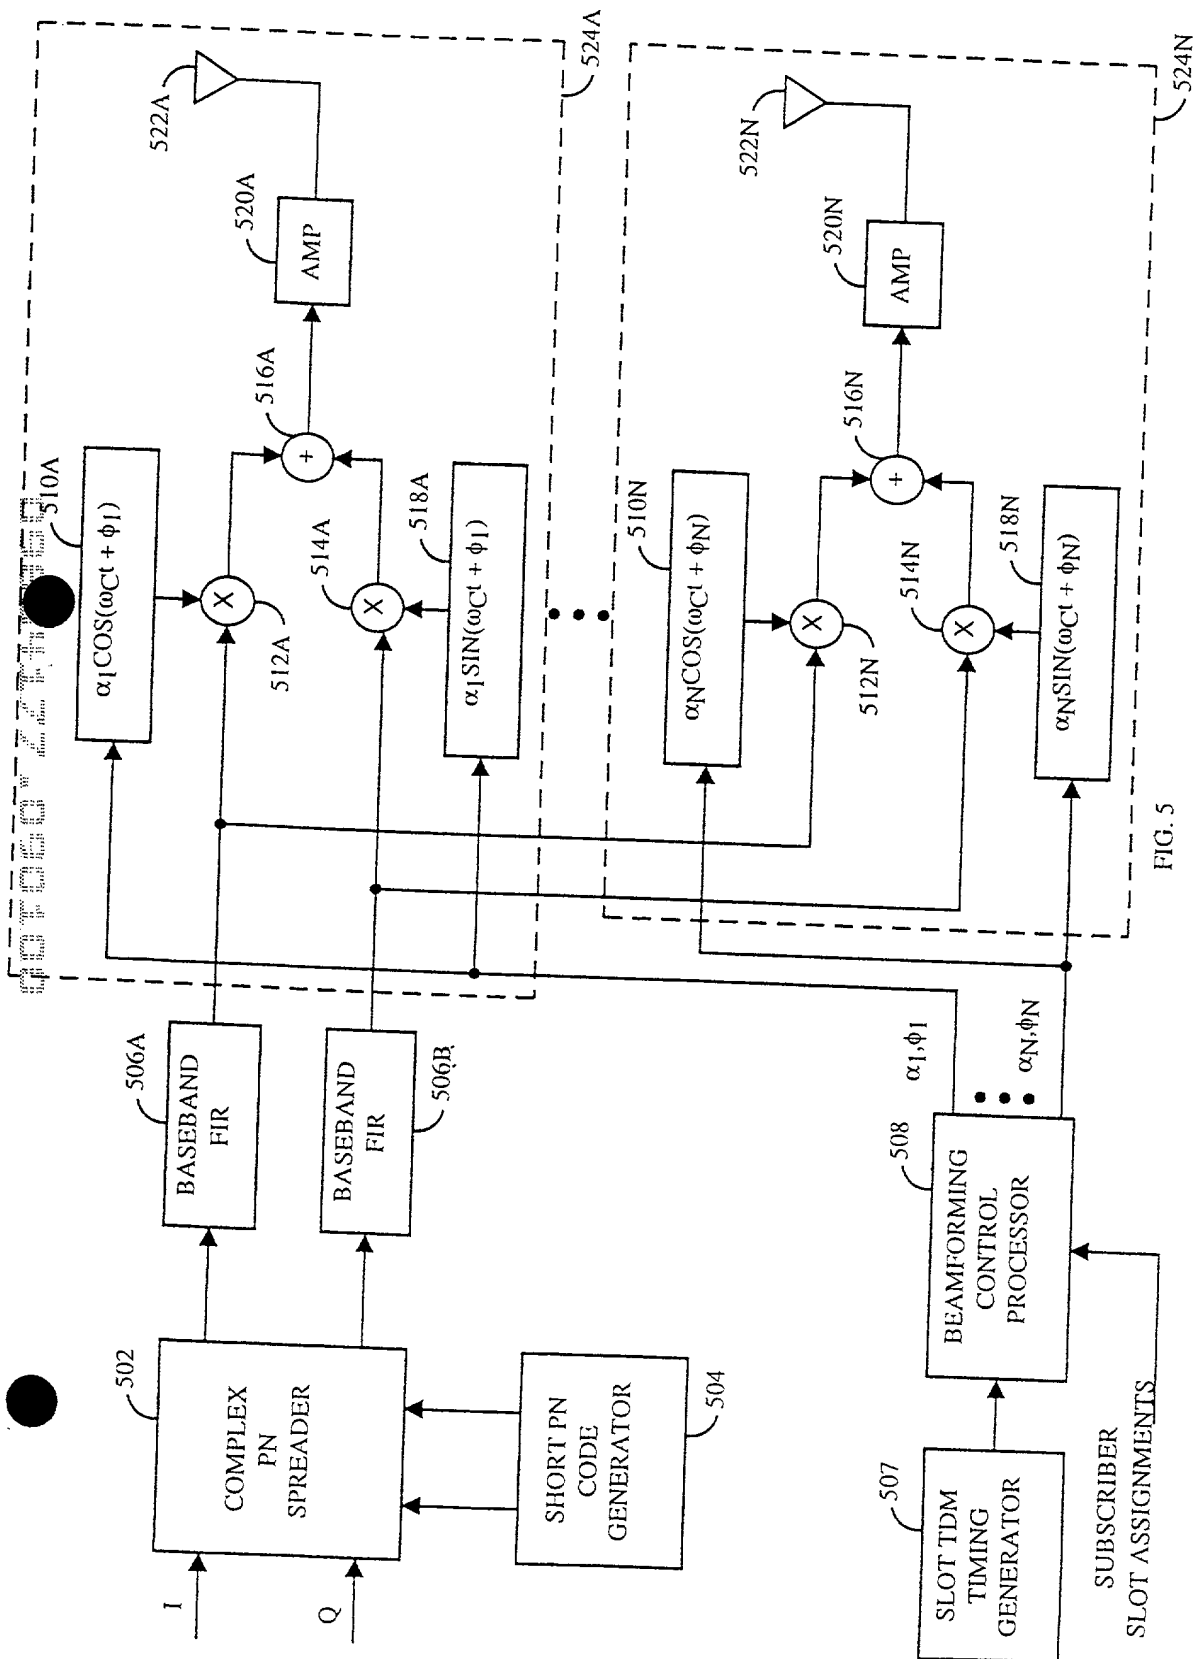 I
Q
502
COMPLEX
PN
SPREADER
SHORT PN
CODE
GENERATOR
504
506A
BASEBAND
FIR
BASEBAND
FIR
506B
510A
α1COS(ωCt + ϕ1)
512A
514A
516A
518A
α1SIN(ωCt + ϕ1)
520A
AMP
522A
524A
507
SLOT TDM
TIMING
GENERATOR
SUBSCRIBER
SLOT ASSIGNMENTS
508
BEAMFORMING
CONTROL
PROCESSOR
α1,ϕ1
αN,ϕN
510N
αNCOS(ωCt + ϕN)
512N
514N
516N
518N
αNSIN(ωCt + ϕN)
520N
AMP
522N
524N
X
X
+
X
X
+
FIG. 5